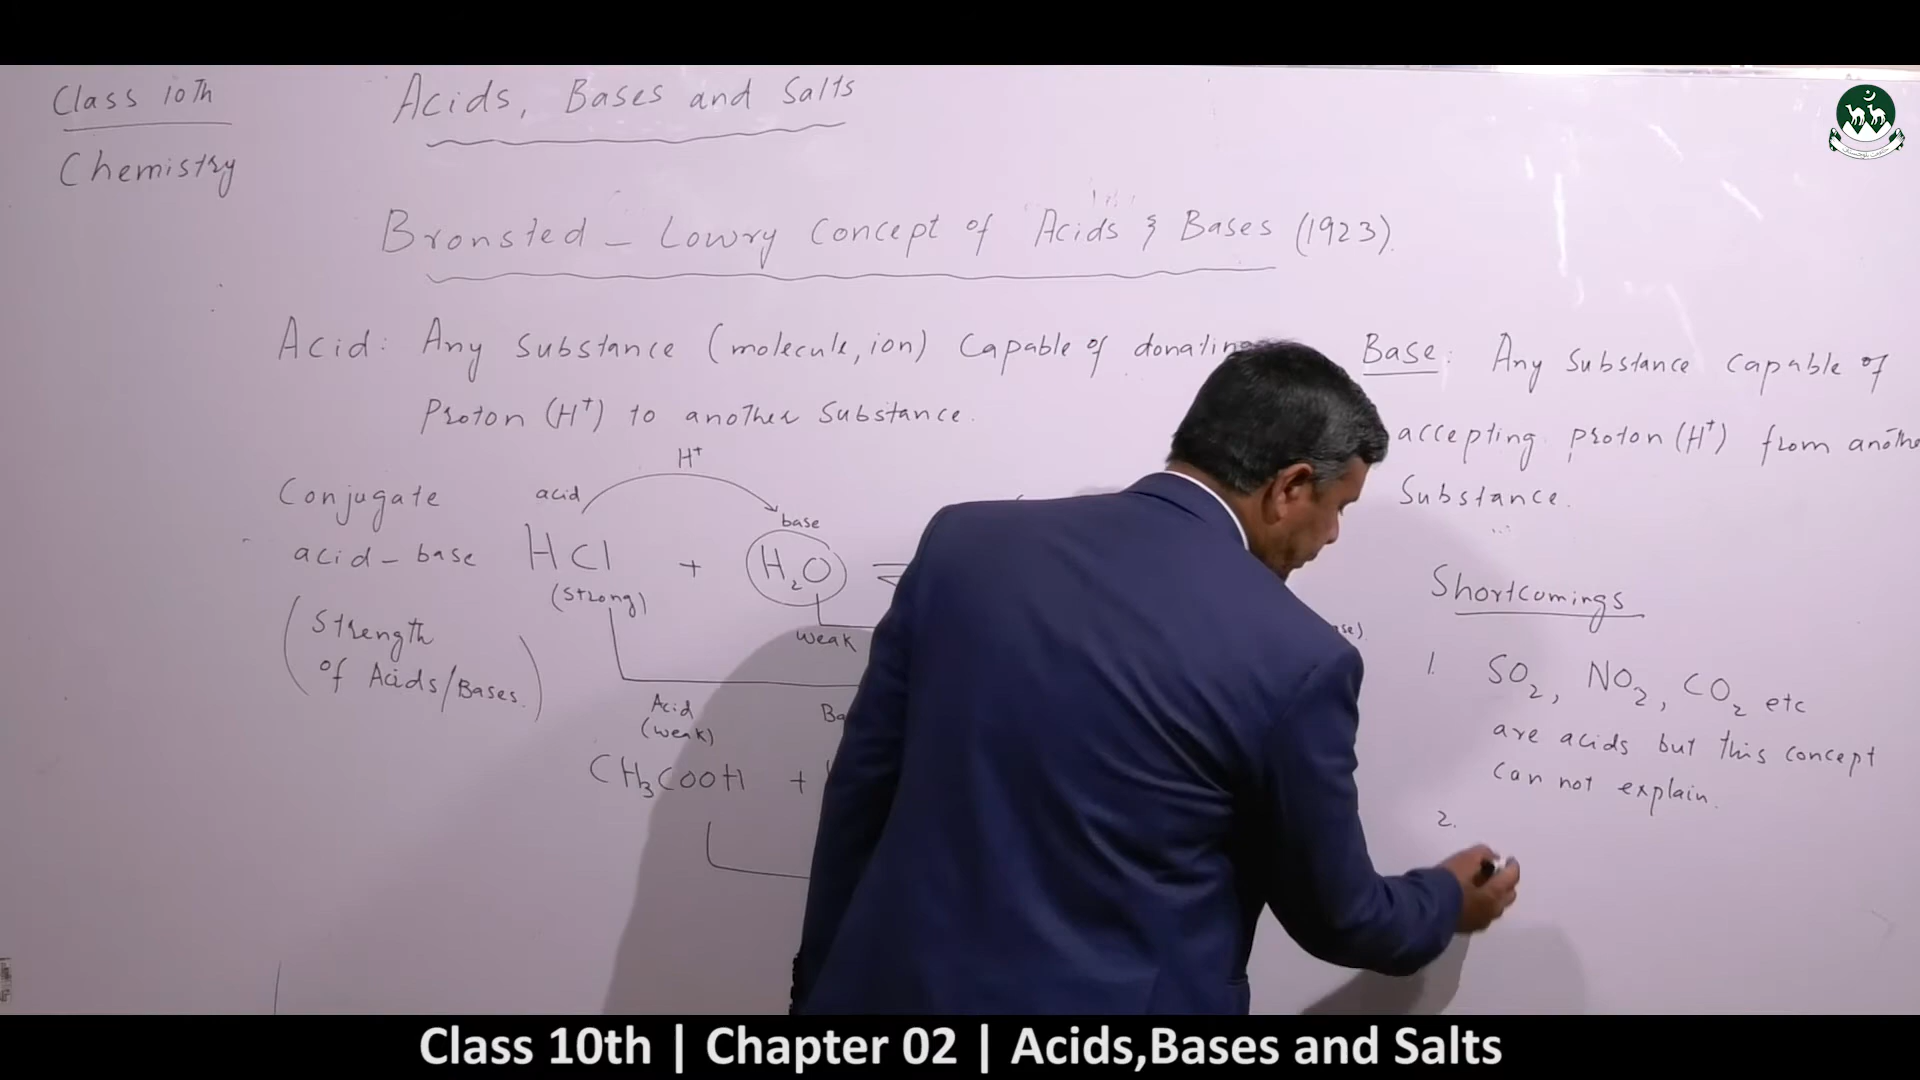 Class 10Th
Chemistry
Acids, Bases and Salts
Bronsted - Lowry Concept of Acids & Bases (1923).
Acid: Any Substance (molecule, ion) Capable of donating
Proton (H⁺) to another Substance.
Base: Any Substance capable of
accepting proton (H⁺) from anothe
Substance.
Conjugate
acid - base
(Strength
of Acids/Bases.)
H⁺
acid
base
HCl + H₂O ⇌
(Strong)
weak
Acid
(weak)
Ba
CH₃COOH +
Shortcomings
1. SO₂, NO₂, CO₂ etc
are acids but this concept
can not explain.
2.
Class 10th | Chapter 02 | Acids,Bases and Salts